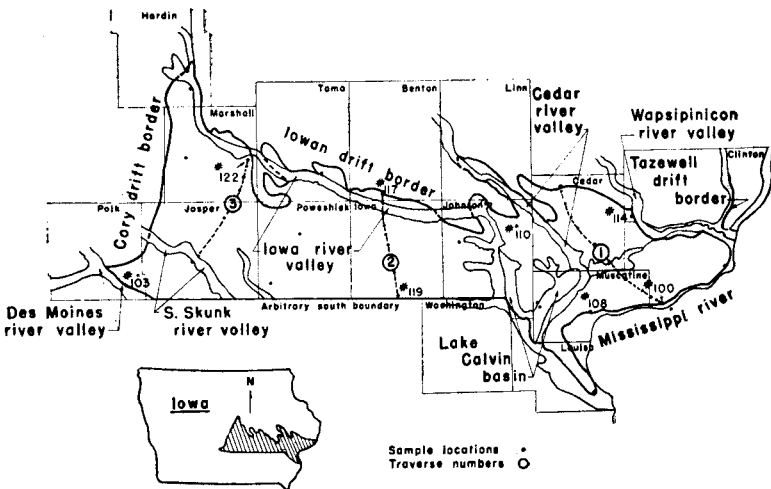 Hardin
Marshall
Tama
Benton
Linn
Cedar
river
valley
Wapsipinicon
river valley
Tazewell
drift
border
Clinton
Cary drift border
Iowan drift border
#122
#117
Cedar
#114
Polk
Jasper
3
Poweshiek
Iowa
Johnson
#110
Iowa river
valley
2
1
Muscatine
#100
#103
#119
#108
Des Moines
river valley
S. Skunk
river volley
Arbitrary south boundary
Washington
Louisa
Mississippi river
Lake
Calvin
basin
Iowa
N
Sample locations
Traverse numbers